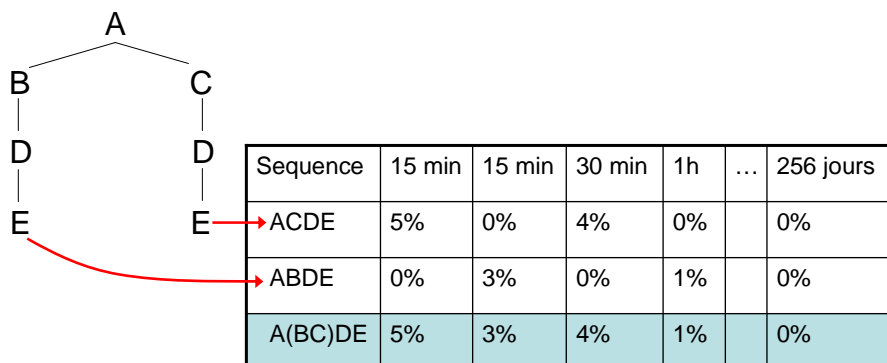 A
B C
D D
E E
Sequence 15 min 15 min 30 min 1h … 256 jours
ACDE 5% 0% 4% 0% 0%
ABDE 0% 3% 0% 1% 0%
A(BC)DE 5% 3% 4% 1% 0%